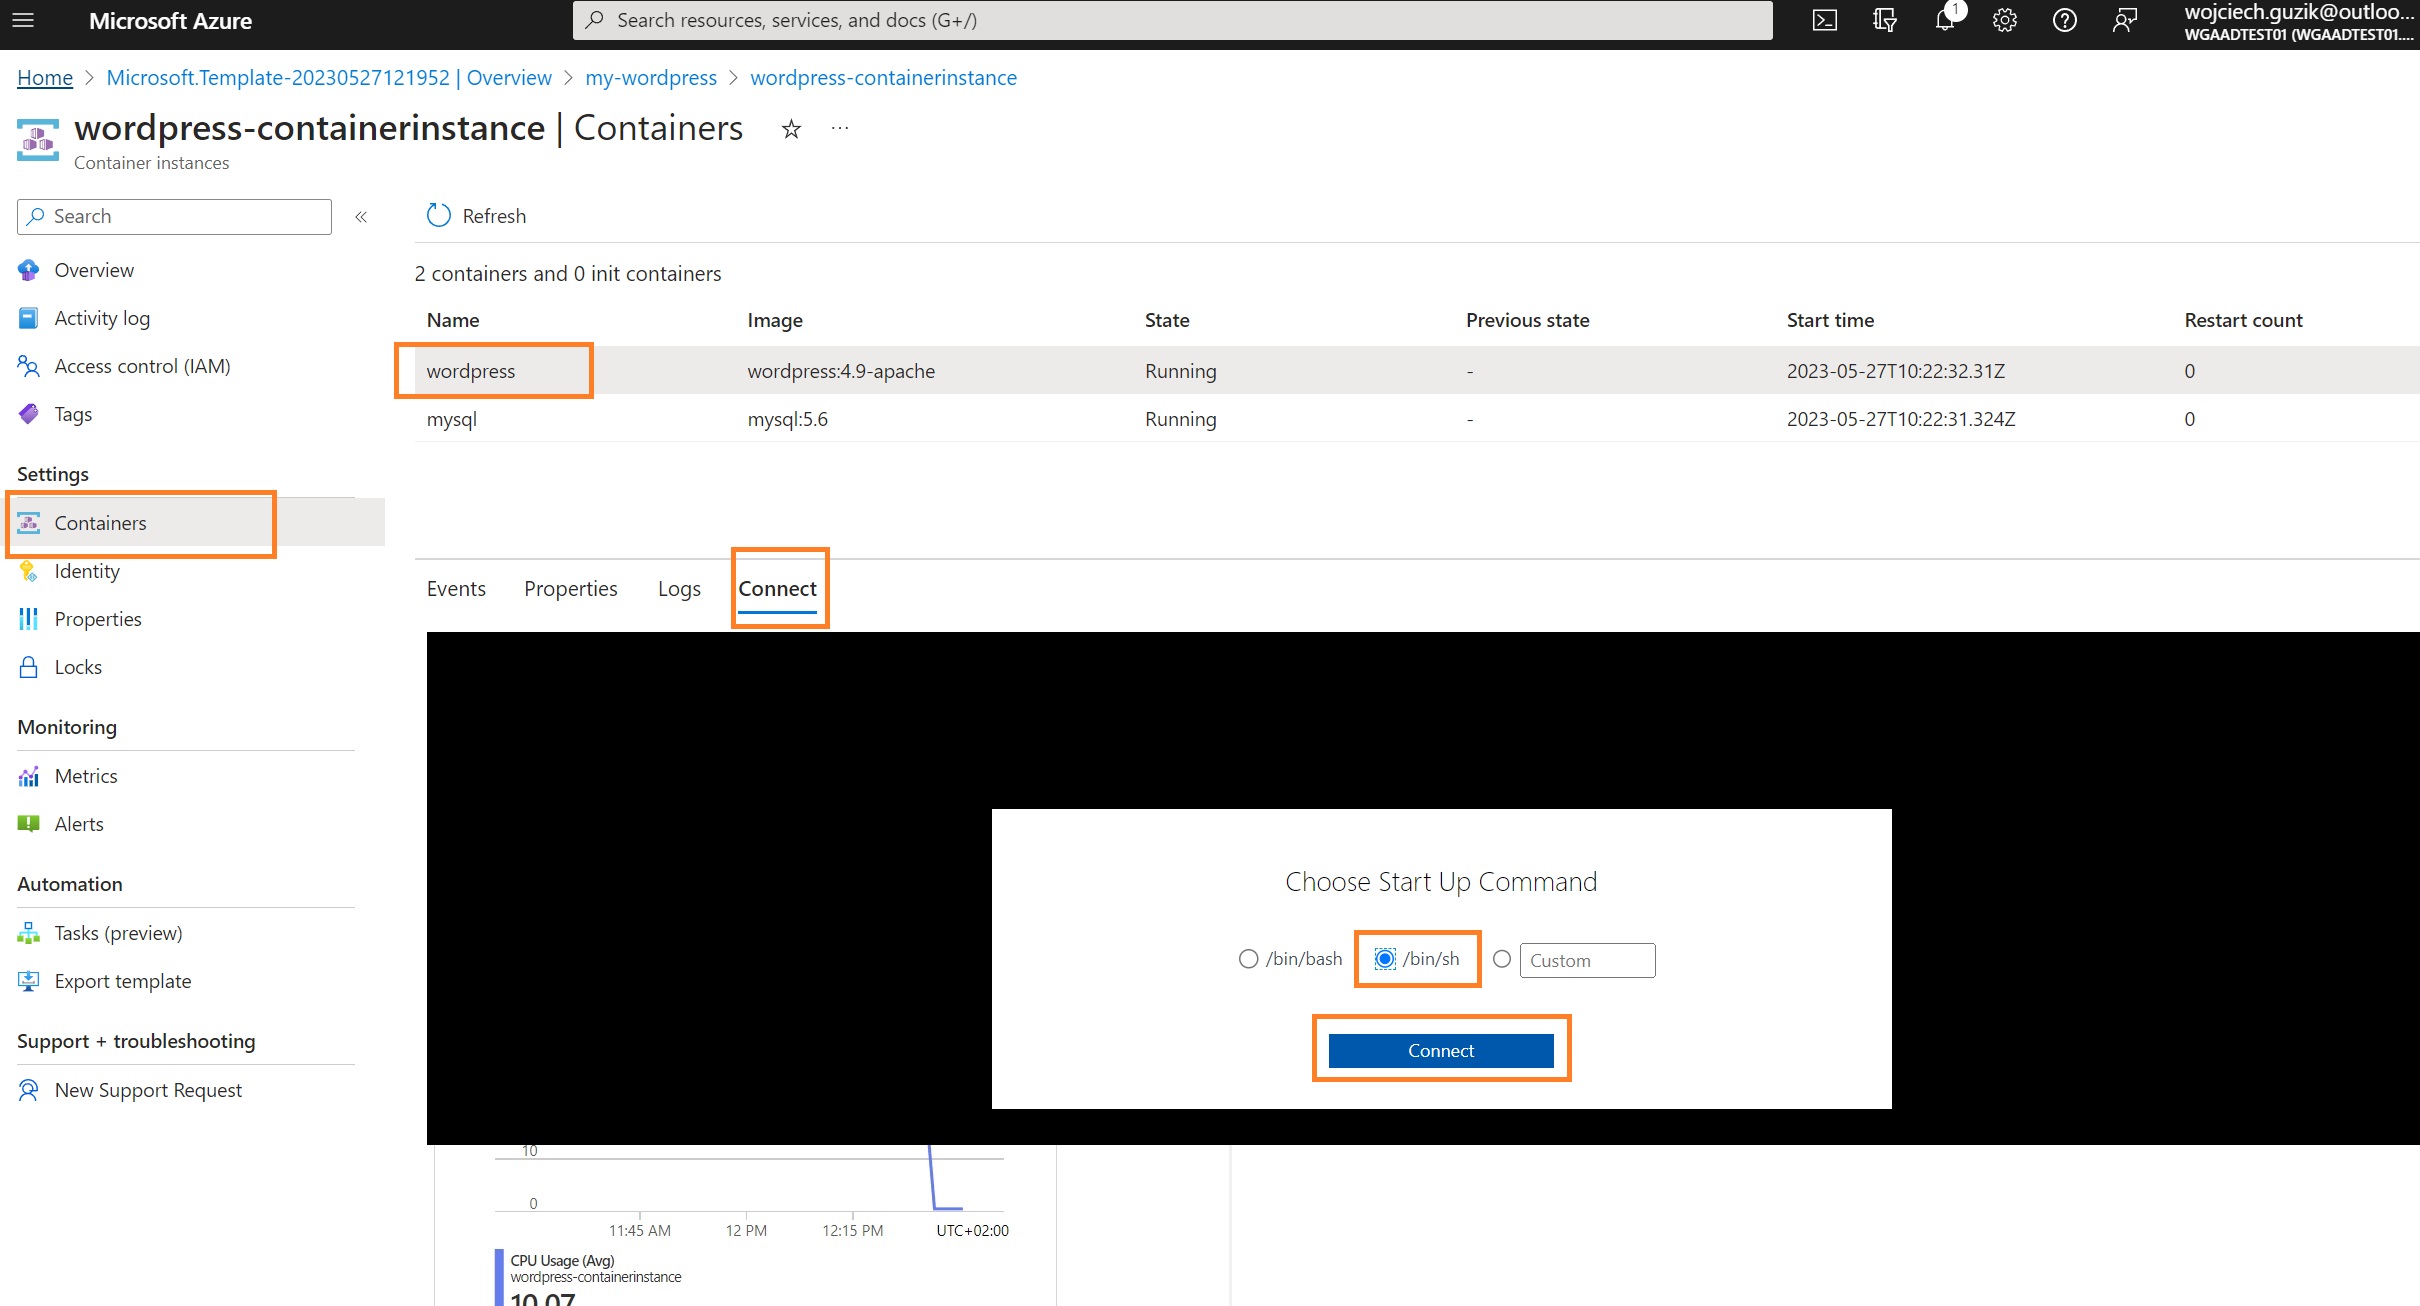 Microsoft Azure
Search resources, services, and docs (G+/)
1
wojciech.guzik@outloo...
WGAADTEST01 (WGAADTEST01....
Home > Microsoft.Template-20230527121952 | Overview > my-wordpress > wordpress-containerinstance
wordpress-containerinstance | Containers
Container instances
Search
«
Refresh
Overview
Activity log
Access control (IAM)
Tags
Settings
Containers
Identity
Properties
Locks
Monitoring
Metrics
Alerts
Automation
Tasks (preview)
Export template
Support + troubleshooting
New Support Request
2 containers and 0 init containers
Name Image State Previous state Start time Restart count
wordpress wordpress:4.9-apache Running - 2023-05-27T10:22:32.31Z 0
mysql mysql:5.6 Running - 2023-05-27T10:22:31.324Z 0
Events Properties Logs Connect
Choose Start Up Command
/bin/bash /bin/sh Custom
Connect
10
0
11:45 AM 12 PM 12:15 PM UTC+02:00
CPU Usage (Avg)
wordpress-containerinstance
10.07